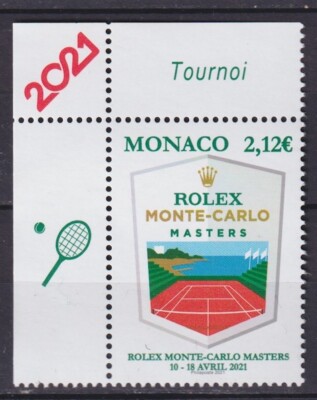 2021
Tournoi
MONACO 2,12€
ROLEX
MONTE-CARLO
MASTERS
ROLEX MONTE-CARLO MASTERS
10 - 18 AVRIL 2021